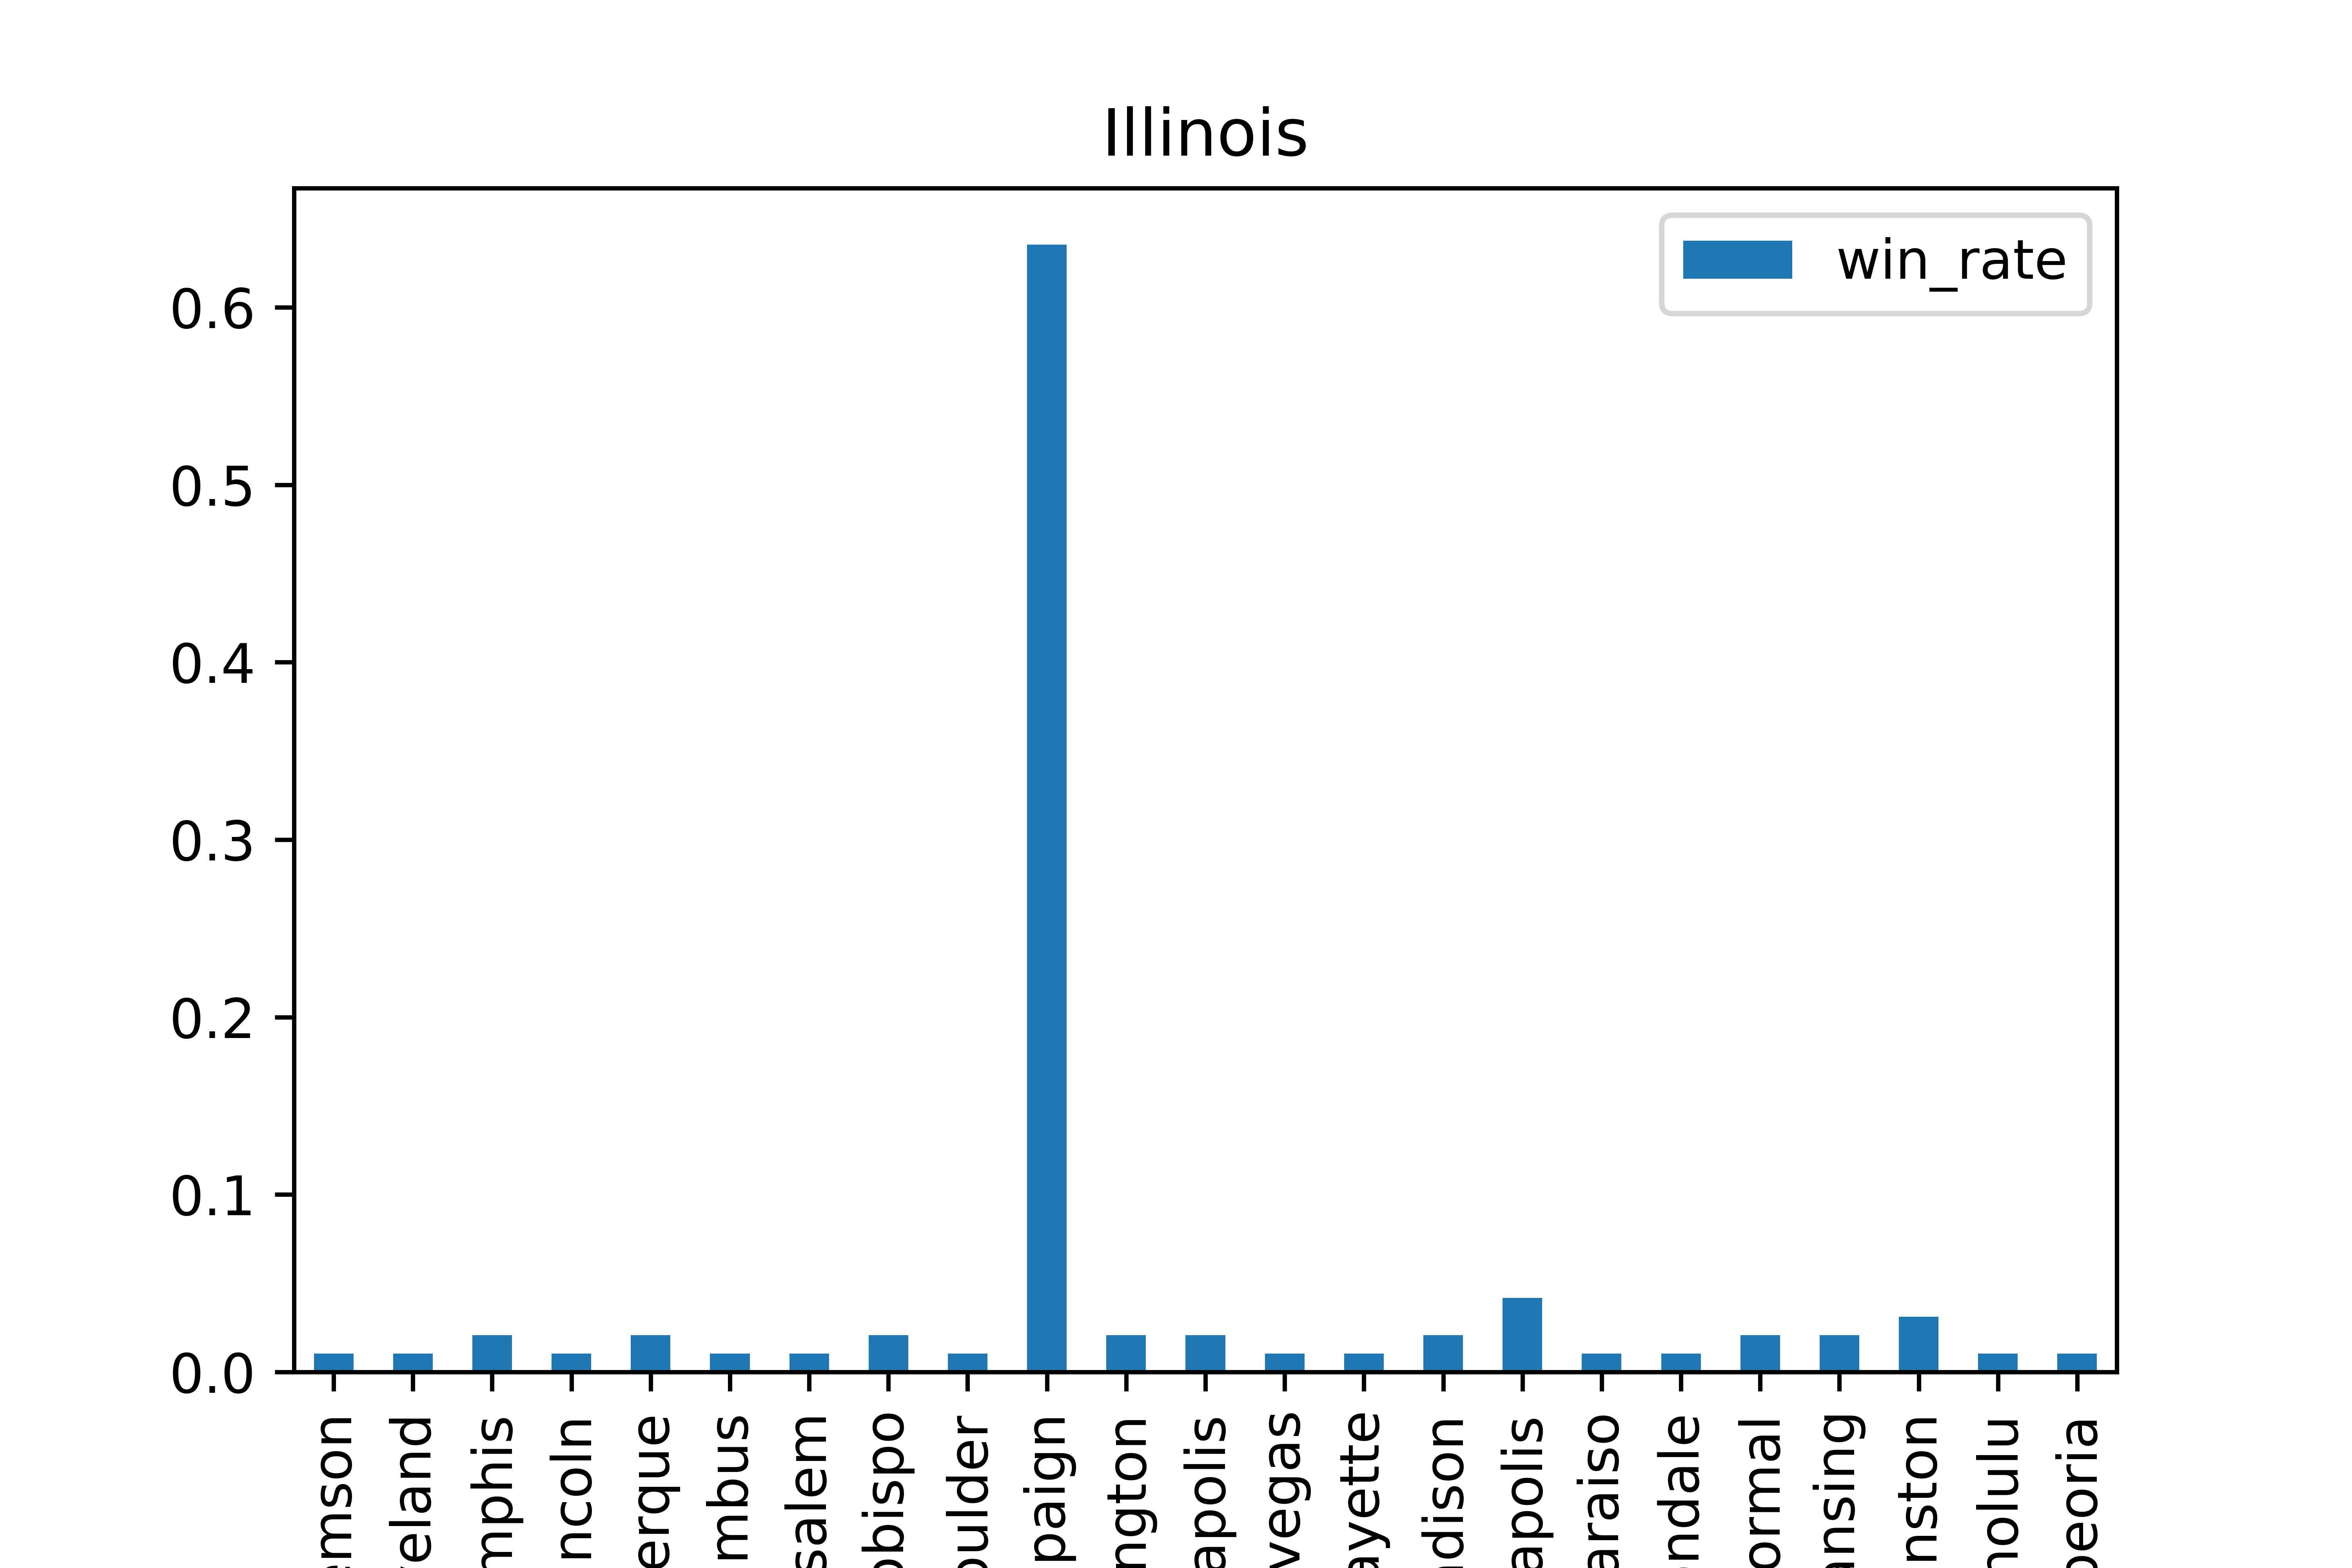 Illinois
win_rate
0.6
0.5
0.4
0.3
0.2
0.1
0.0
emson
eland
mphis
ncoln
erque
mbus
salem
obispo
oulder
paign
ngton
apolis
vegas
ayette
dison
apolis
araiso
ndale
ormal
ansing
nston
nolulu
peoria